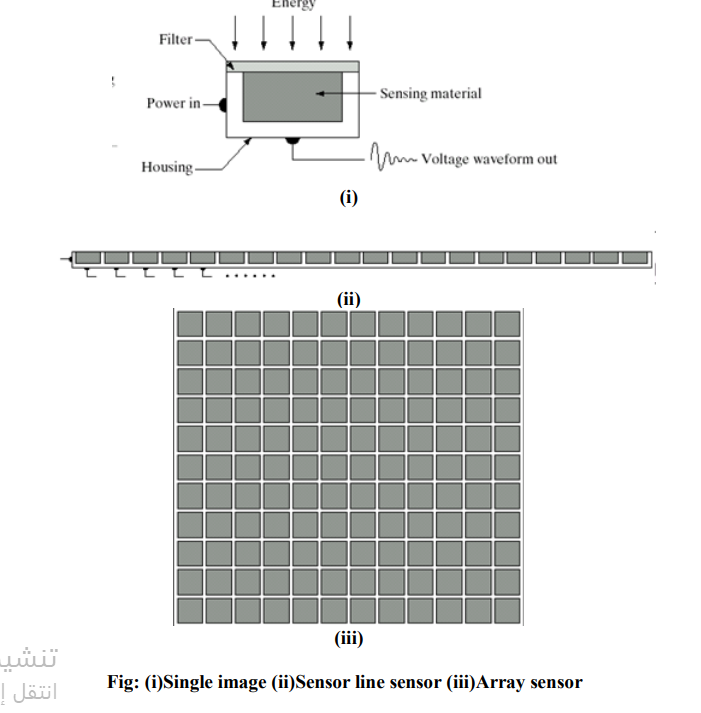 Energy
Filter
Power in
Sensing material
Housing
Voltage waveform out
(i)
(ii)
(iii)
Fig: (i)Single image (ii)Sensor line sensor (iii)Array sensor